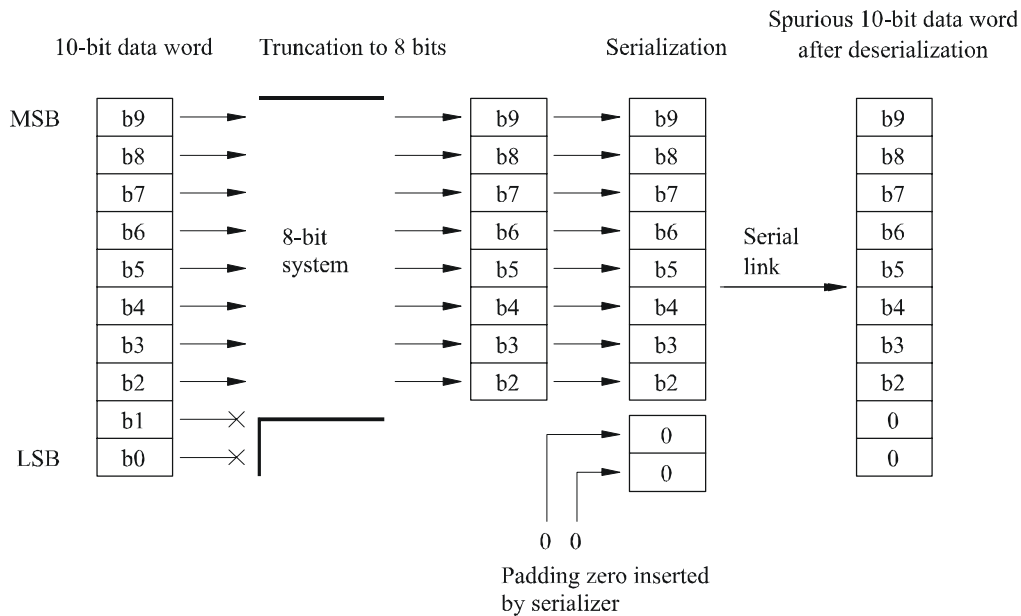 10-bit data word
Truncation to 8 bits
Serialization
Spurious 10-bit data word
after deserialization
MSB
b9
b8
b7
b6
b5
b4
b3
b2
b1
b0
LSB
8-bit
system
b9
b8
b7
b6
b5
b4
b3
b2
b9
b8
b7
b6
b5
b4
b3
b2
0
0
0 0
Padding zero inserted
by serializer
Serial
link
b9
b8
b7
b6
b5
b4
b3
b2
0
0